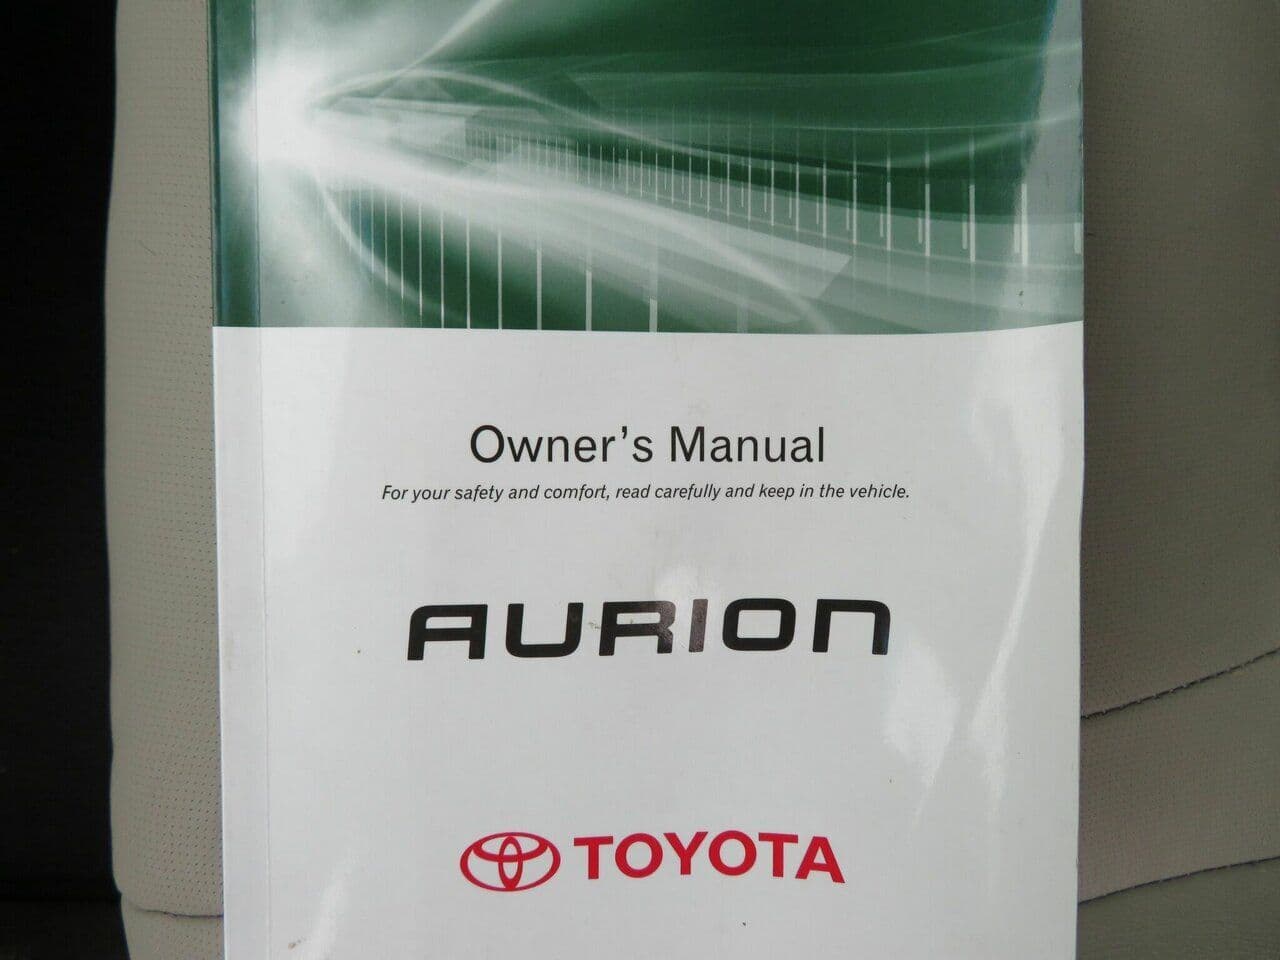 Owner’s Manual
For your safety and comfort, read carefully and keep in the vehicle.
AURION
TOYOTA